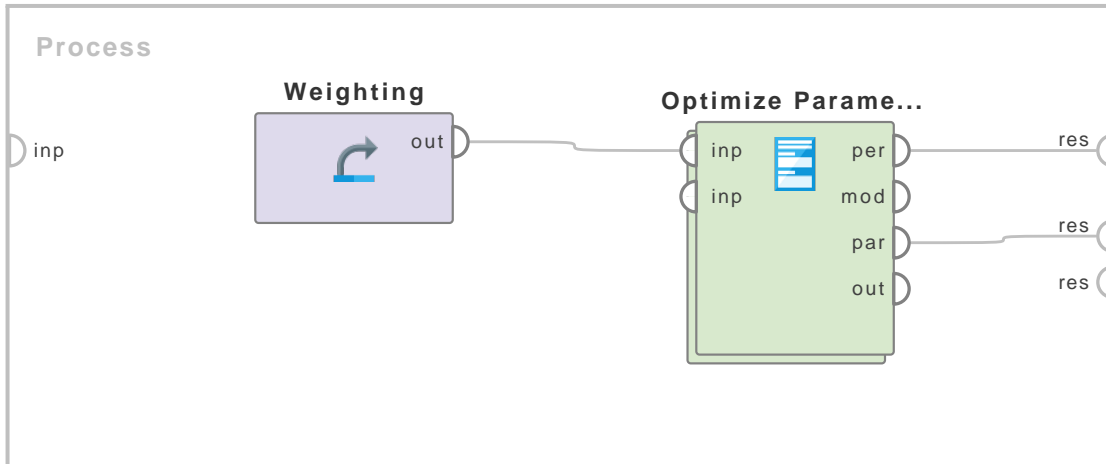 Process
Weighting
Optimize Parame...
inp
out
inp
per
res
inp
mod
par
res
out
res